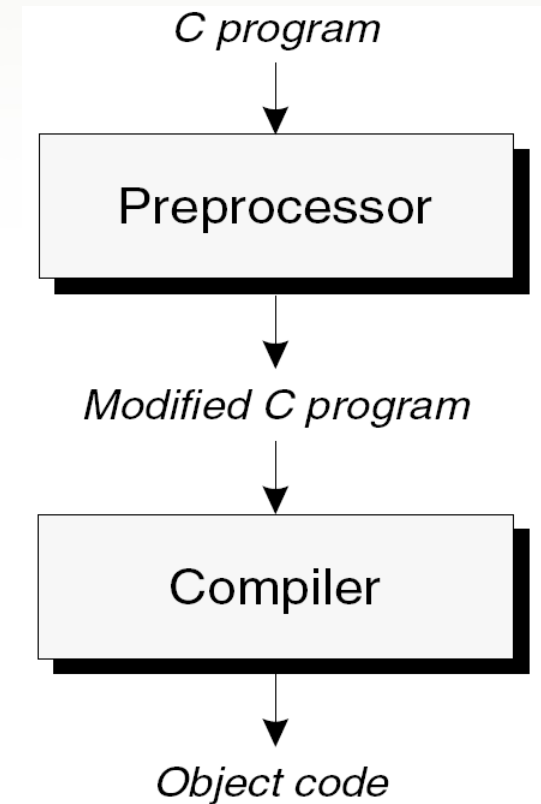 C program
Preprocessor
Modified C program
Compiler
Object code